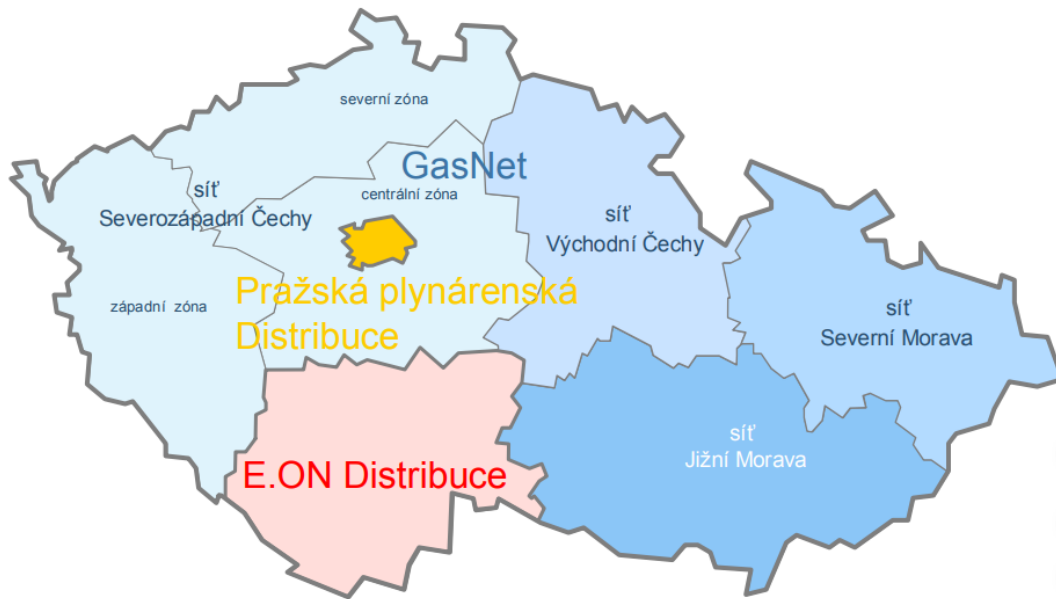 severní zóna
GasNet
síť
Severozápadní Čechy
centrální zóna
síť
Východní Čechy
západní zóna
Pražská plynárenská
Distribuce
síť
Severní Morava
síť
Jižní Morava
E.ON Distribuce